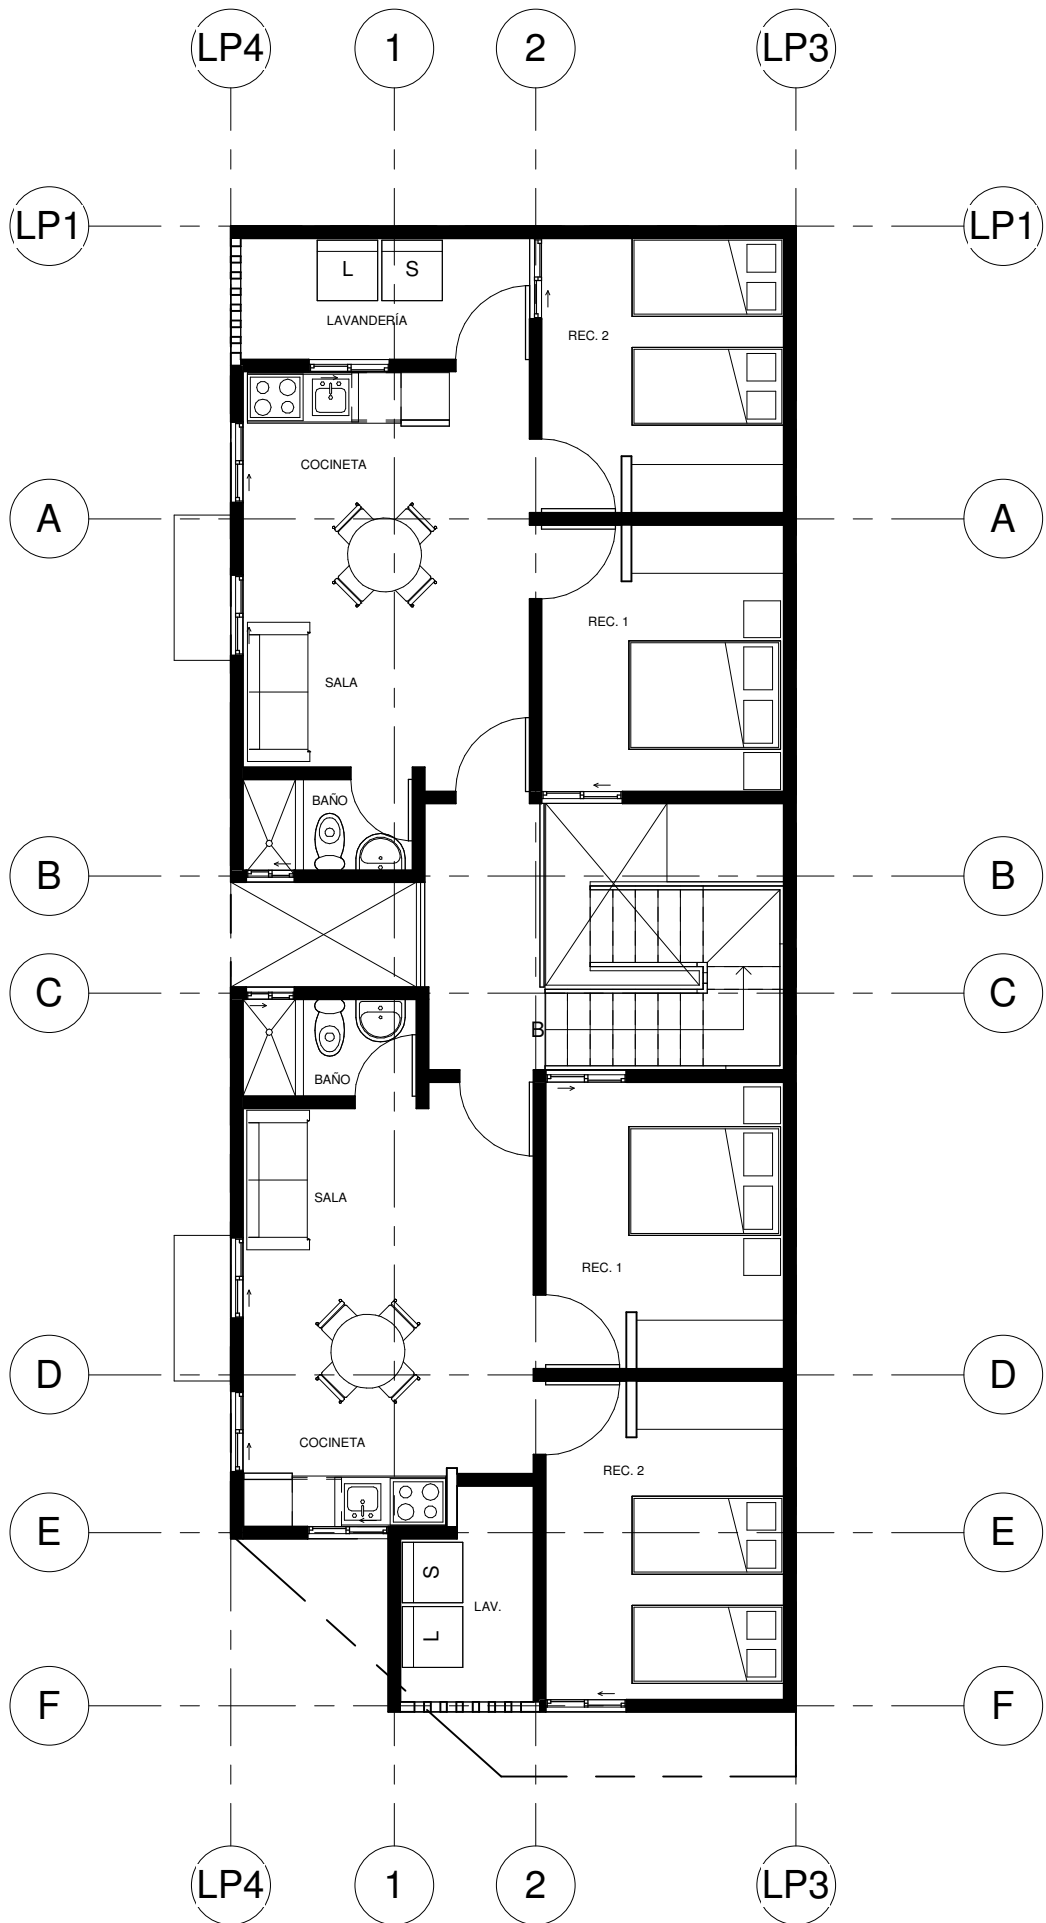 LP4 1 2 LP3
LP1 LP1
L S
LAVANDERÍA
REC. 2
COCINETA
A A
REC. 1
SALA
BAÑO
B B
C C
B
BAÑO
SALA
REC. 1
D D
COCINETA
REC. 2
E E
S
LAV.
L
F F
LP4 1 2 LP3